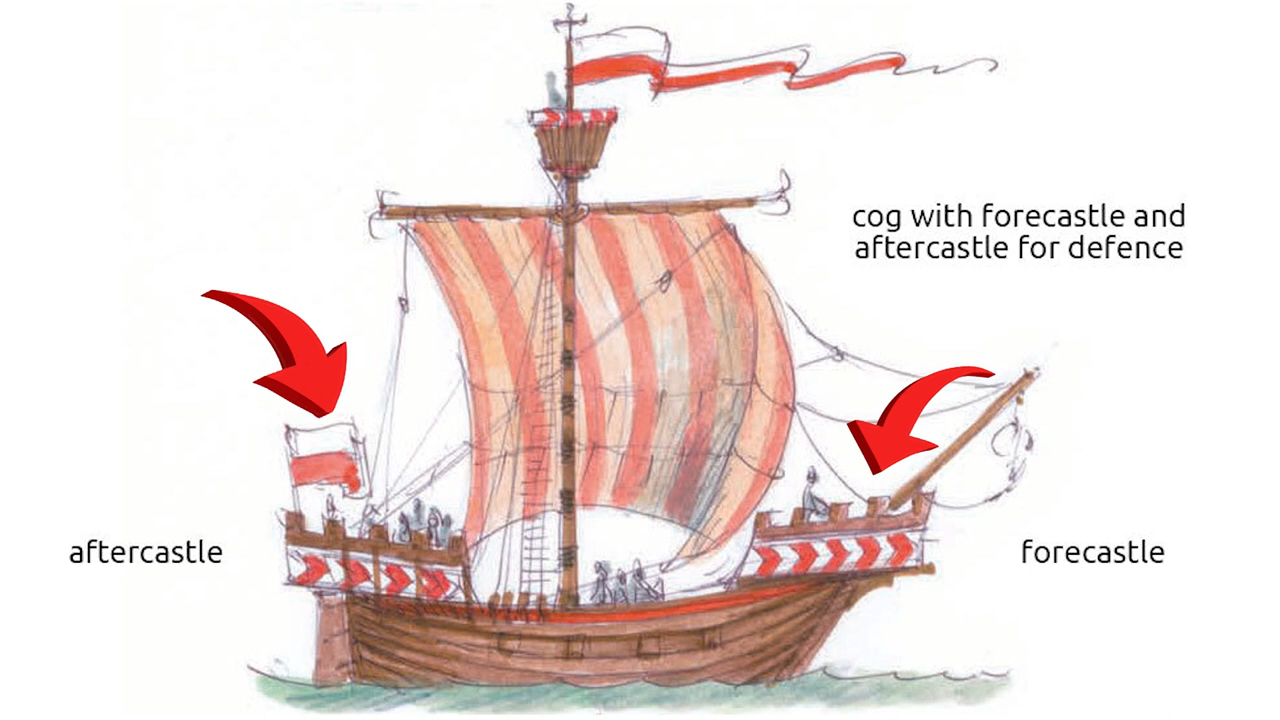 cog with forecastle and
aftercastle for defence
aftercastle
forecastle